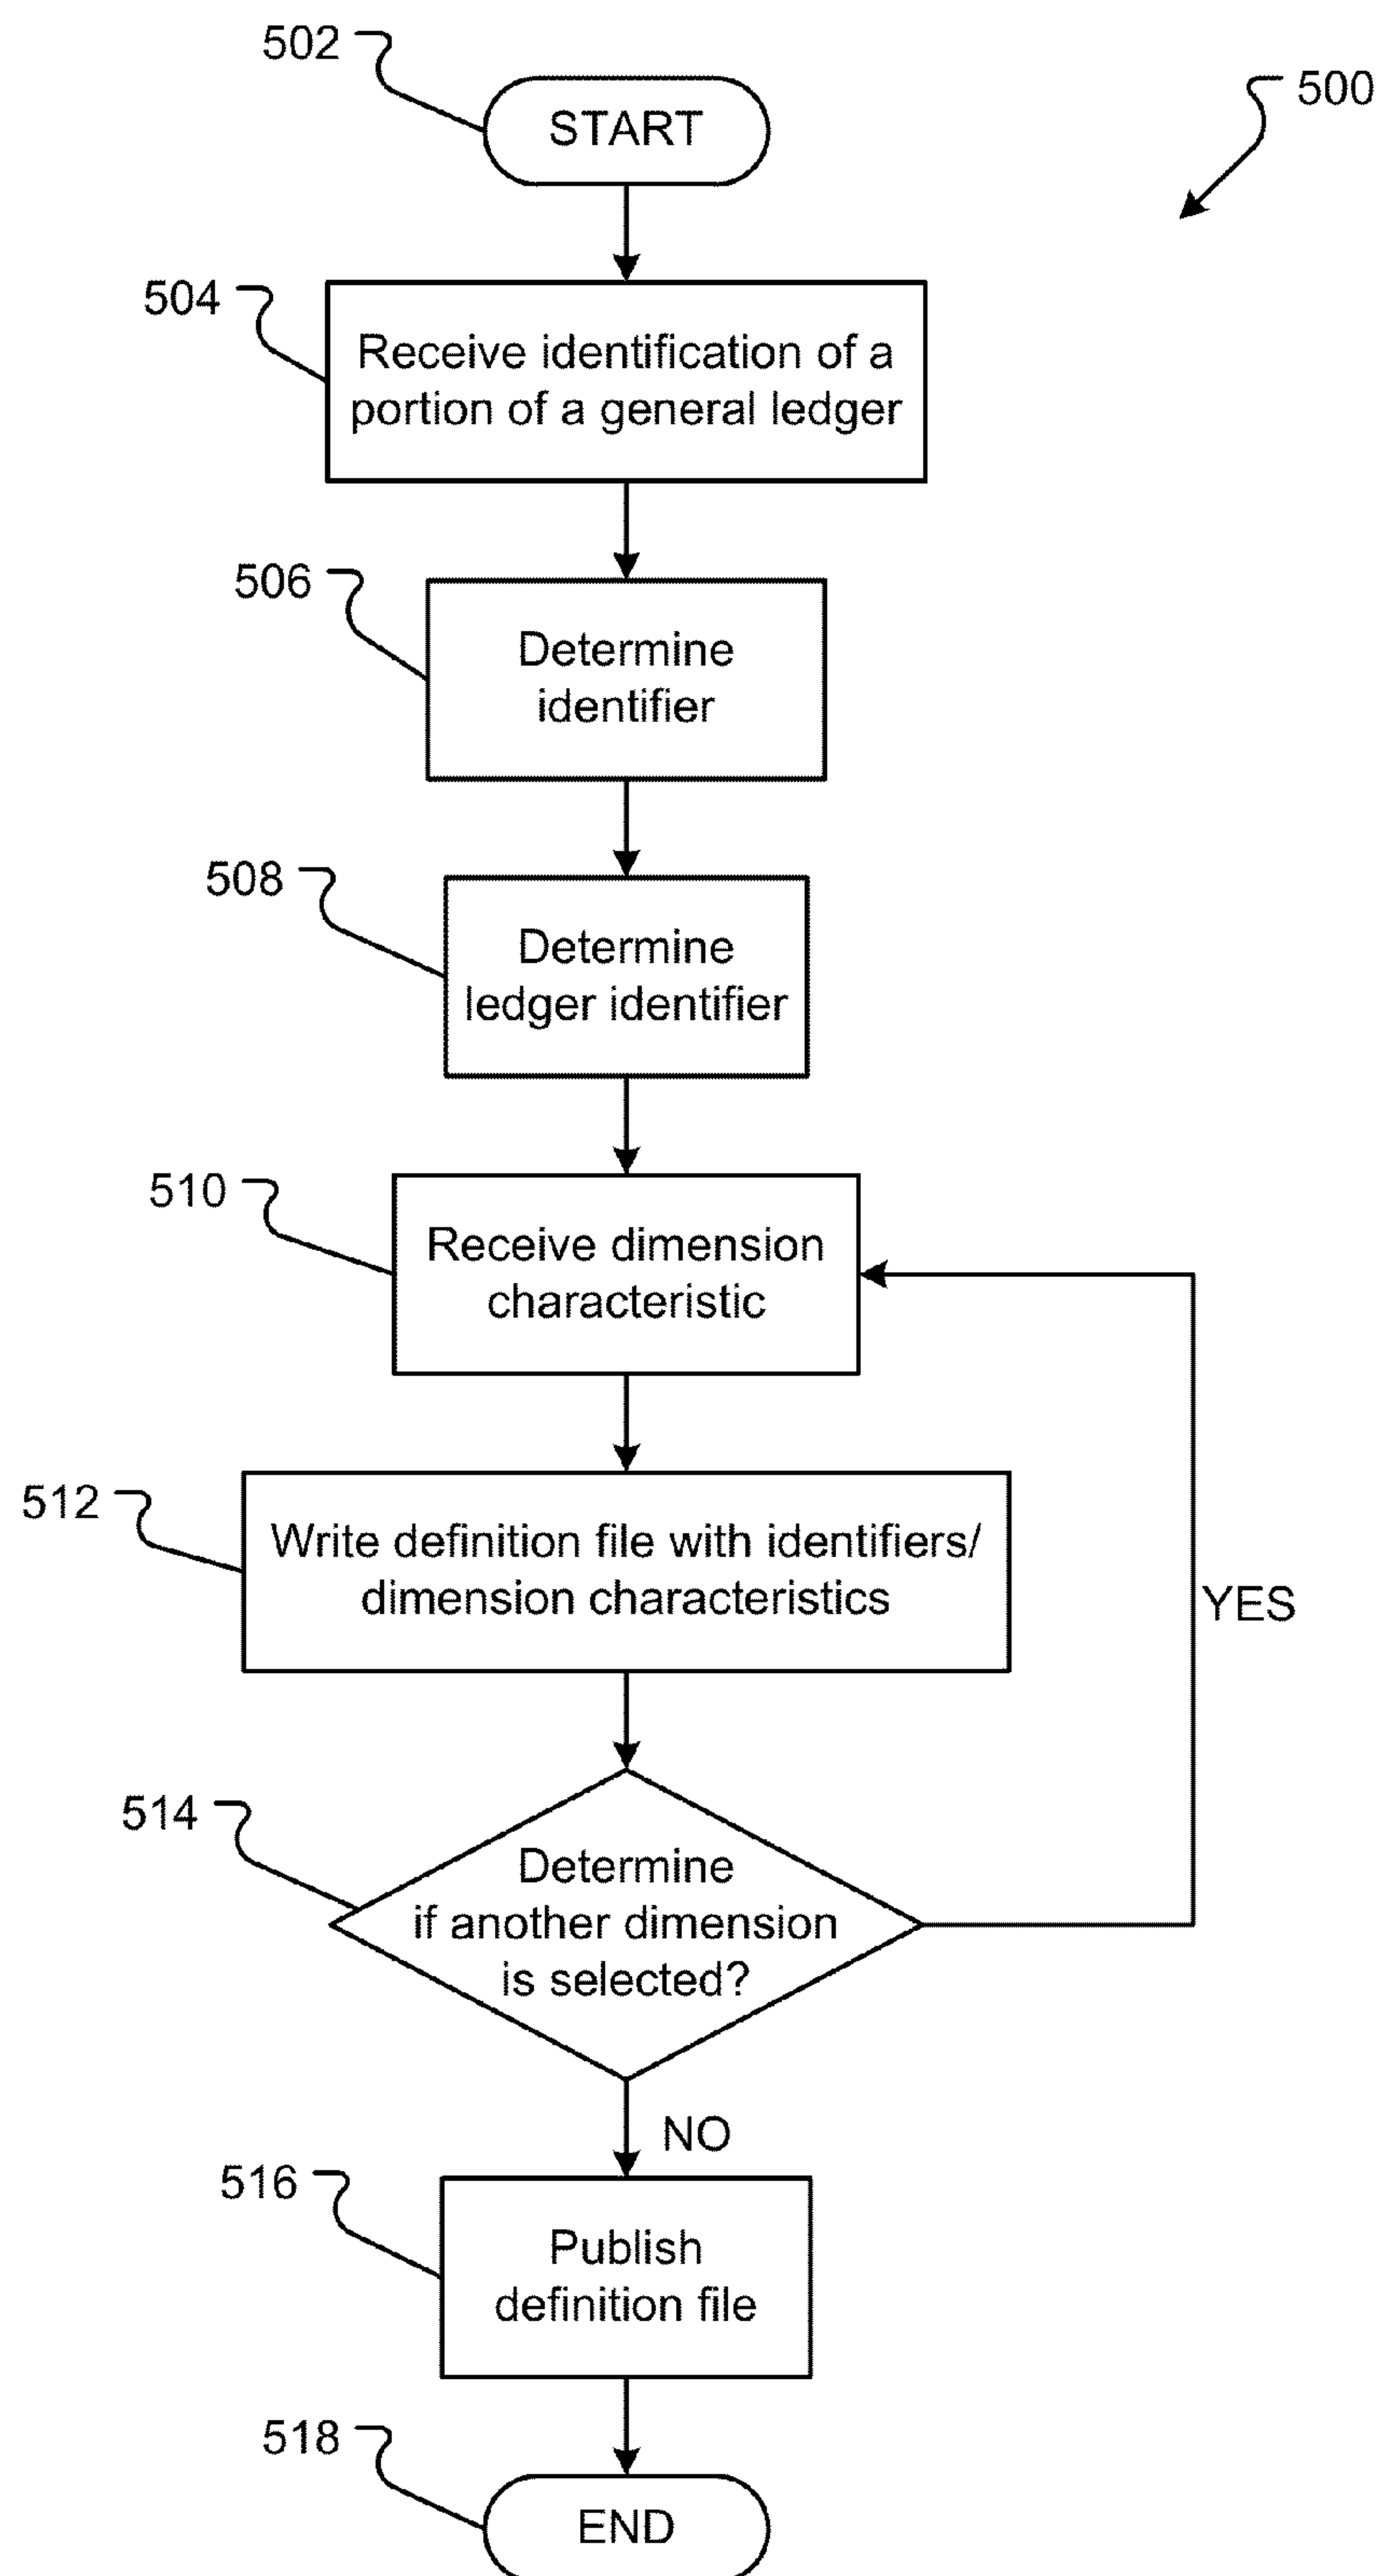 502
START
500
504
Receive identification of a
portion of a general ledger
506
Determine
identifier
508
Determine
ledger identifier
510
Receive dimension
characteristic
512
Write definition file with identifiers/
dimension characteristics
YES
514
Determine
if another dimension
is selected?
NO
516
Publish
definition file
518
END